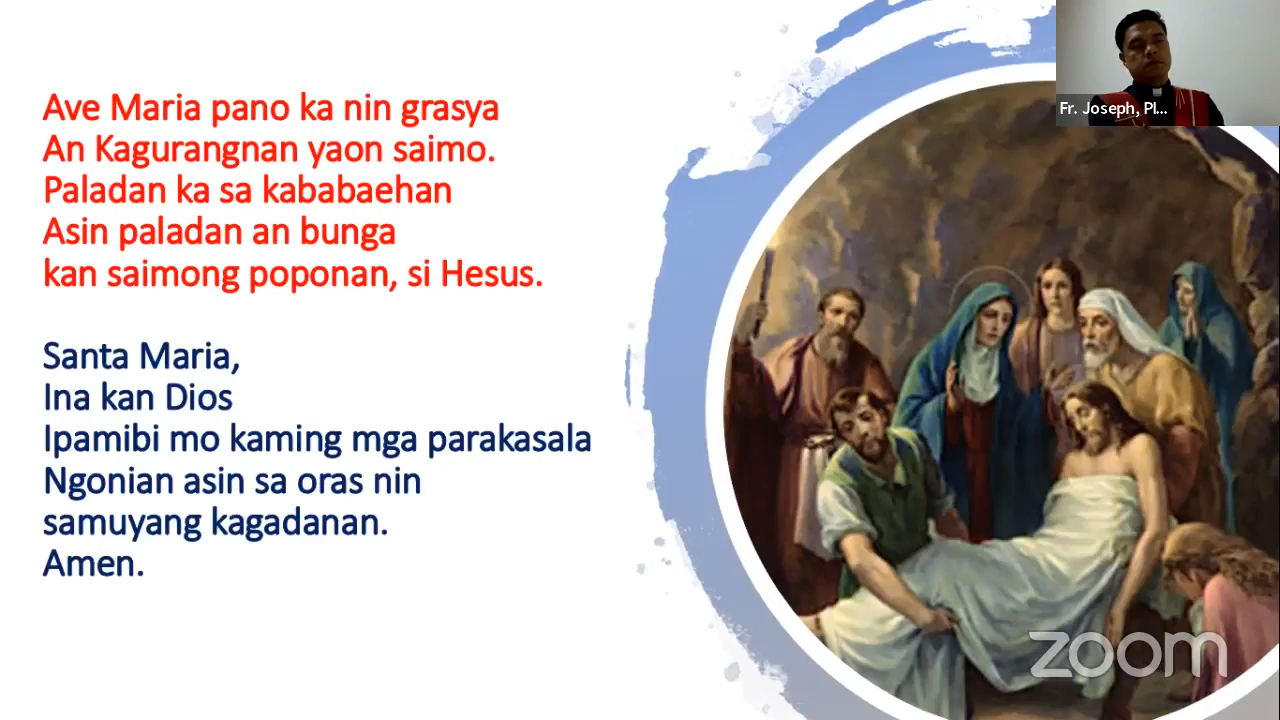 Ave Maria pano ka nin grasya
An Kagurangnan yaon saimo.
Paladan ka sa kababaehan
Asin paladan an bunga
kan saimong poponan, si Hesus.
Santa Maria,
Ina kan Dios
Ipamibi mo kaming mga parakasala
Ngonian asin sa oras nin
samuyang kagadanan.
Amen.
Fr. Joseph, Pl...
zoom